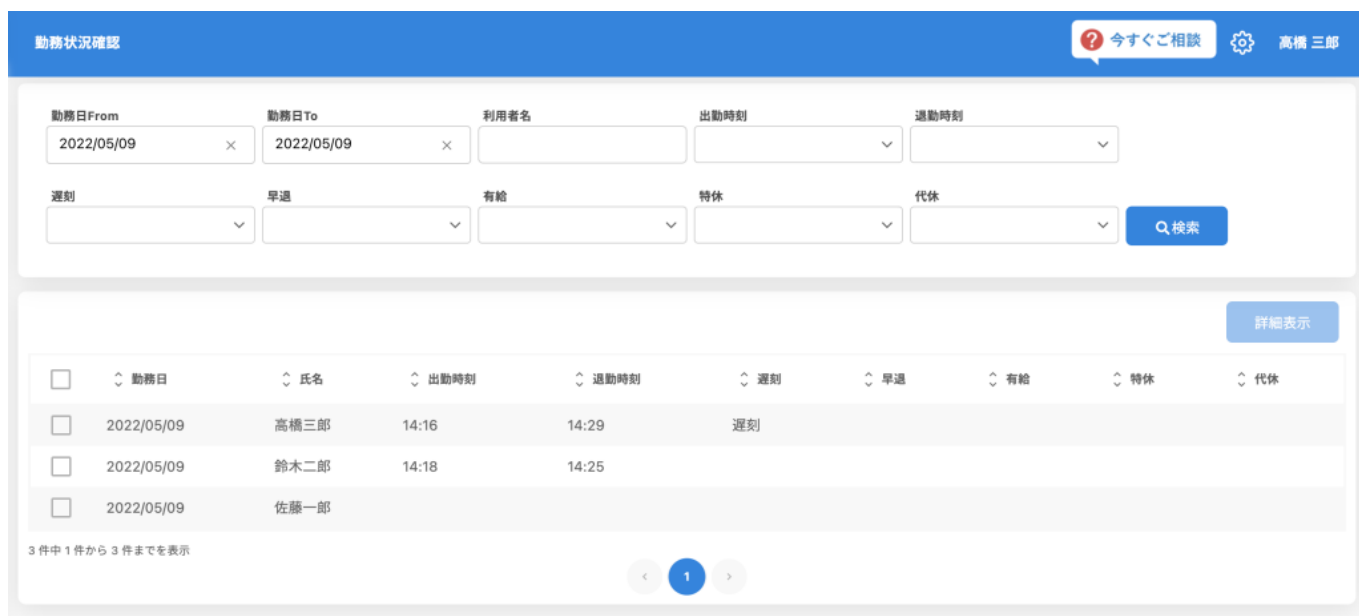 勤務状況確認 今すぐご相談 高橋 三郎
勤務日From 勤務日To 利用者名 出勤時刻 退勤時刻
2022/05/09 2022/05/09
遅刻 早退 有給 特休 代休
検索
詳細表示
勤務日 氏名 出勤時刻 退勤時刻 遅刻 早退 有給 特休 代休
2022/05/09 高橋三郎 14:16 14:29 遅刻
2022/05/09 鈴木二郎 14:18 14:25
2022/05/09 佐藤一郎
3 件中 1 件から 3 件までを表示
1